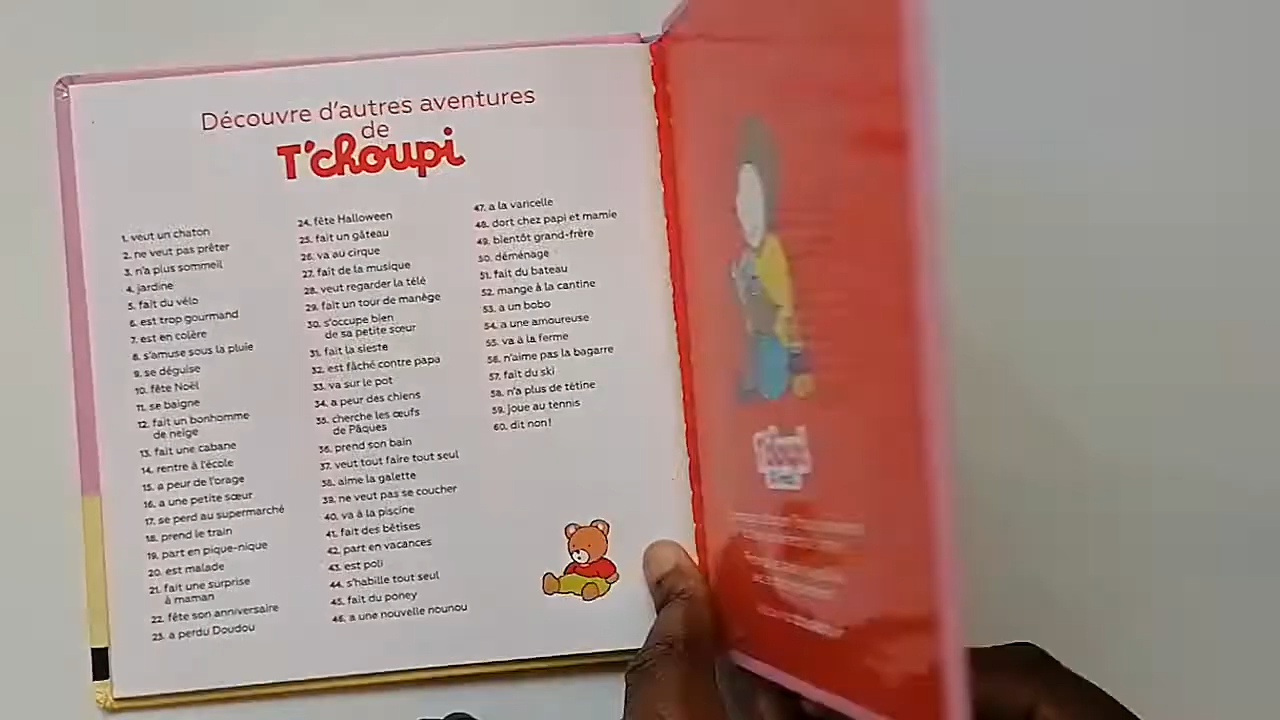 Découvre d'autres aventures
de
T'choupi
1. veut un chaton
2. ne veut pas prêter
3. n'a plus sommeil
4. jardine
5. fait du vélo
6. est trop gourmand
7. est en colère
8. s'amuse sous la pluie
9. se déguise
10. fête Noël
11. se baigne
12. fait un bonhomme
de neige
13. fait une cabane
14. rentre à l'école
15. a peur de l'orage
16. a une petite sœur
17. se perd au supermarché
18. prend le train
19. part en pique-nique
20. est malade
21. fait une surprise
à maman
22. fête son anniversaire
23. a perdu Doudou
24. fête Halloween
25. fait un gâteau
26. va au cirque
27. fait de la musique
28. veut regarder la télé
29. fait un tour de manège
30. s'occupe bien
de sa petite sœur
31. fait la sieste
32. est fâché contre papa
33. va sur le pot
34. a peur des chiens
35. cherche les œufs
de Pâques
36. prend son bain
37. veut tout faire tout seul
38. aime la galette
39. ne veut pas se coucher
40. va à la piscine
41. fait des bêtises
42. part en vacances
43. est poli
44. s'habille tout seul
45. fait du poney
46. a une nouvelle nounou
47. a la varicelle
48. dort chez papi et mamie
49. bientôt grand-frère
50. déménage
51. fait du bateau
52. mange à la cantine
53. a un bobo
54. a une amoureuse
55. va à la ferme
56. n'aime pas la bagarre
57. fait du ski
58. n'a plus de tétine
59. joue au tennis
60. dit non!